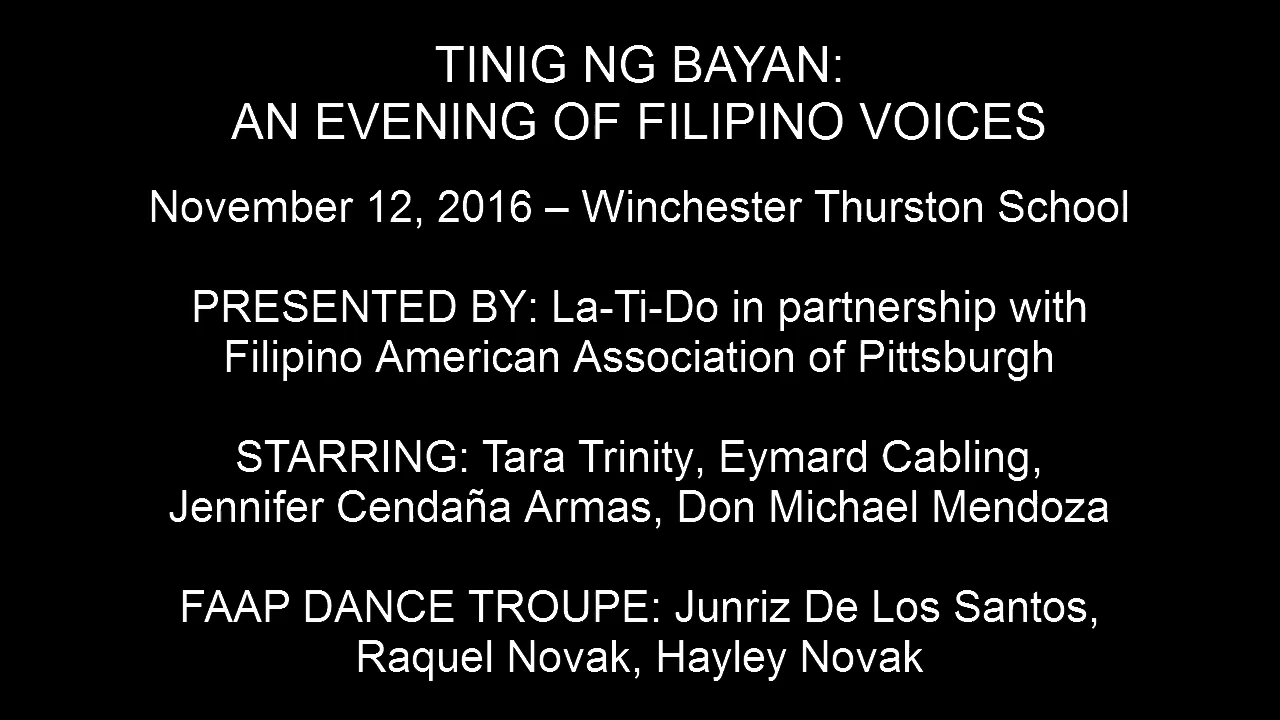 TINIG NG BAYAN:
AN EVENING OF FILIPINO VOICES
November 12, 2016 – Winchester Thurston School
PRESENTED BY: La-Ti-Do in partnership with
Filipino American Association of Pittsburgh
STARRING: Tara Trinity, Eymard Cabling,
Jennifer Cendaña Armas, Don Michael Mendoza
FAAP DANCE TROUPE: Junriz De Los Santos,
Raquel Novak, Hayley Novak